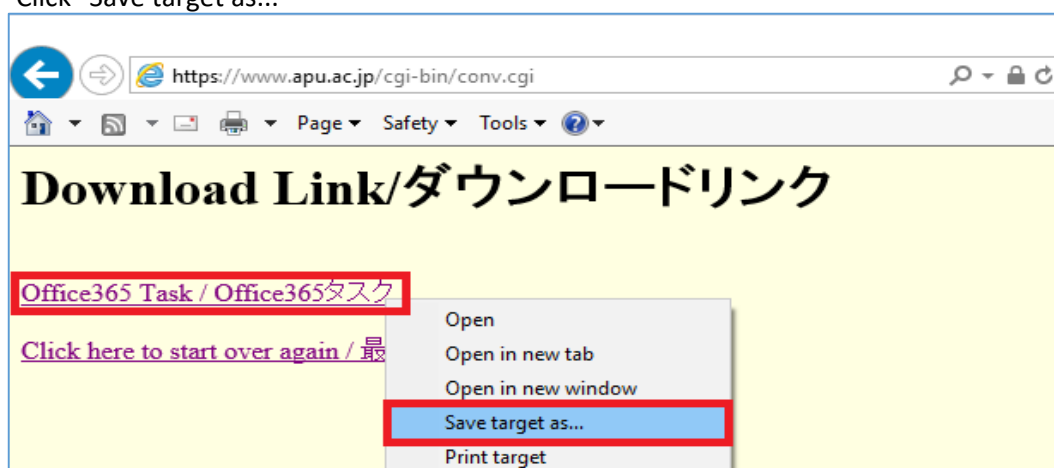 Click "Save target as..."
https://www.apu.ac.jp/cgi-bin/conv.cgi
Page Safety Tools
Download Link/ダウンロードリンク
Office365 Task / Office365タスク
Open
Click here to start over again / 最
Open in new tab
Open in new window
Save target as...
Print target